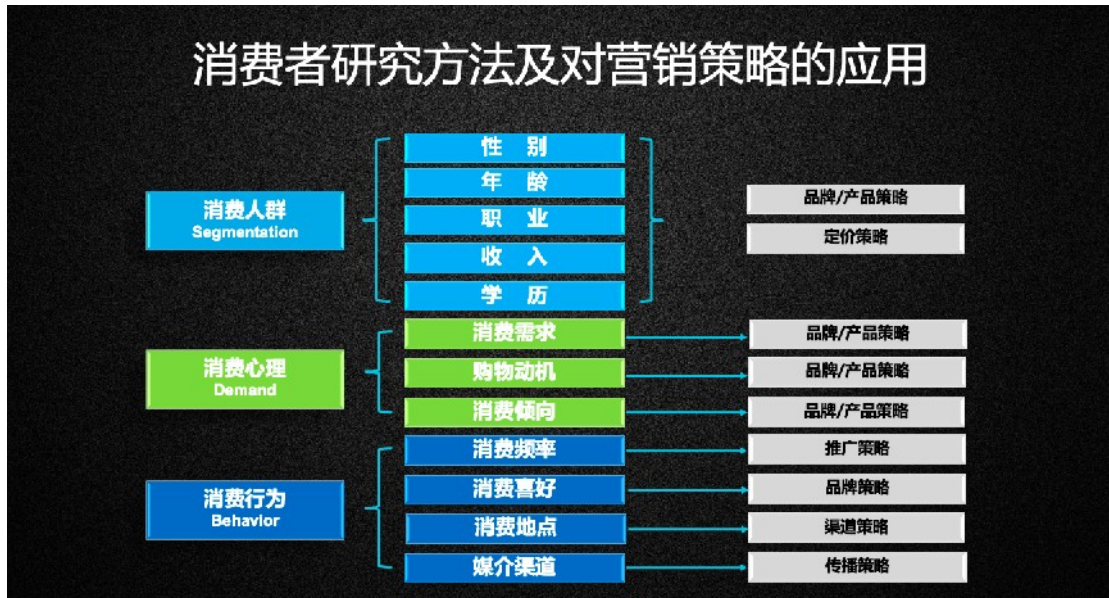 消费者研究方法及对营销策略的应用
消费人群
Segmentation
性 别
年 龄
职 业
收 入
学 历
品牌/产品策略
定价策略
消费心理
Demand
消费需求
购物动机
消费倾向
品牌/产品策略
品牌/产品策略
品牌/产品策略
消费行为
Behavior
消费频率
消费喜好
消费地点
媒介渠道
推广策略
品牌策略
渠道策略
传播策略